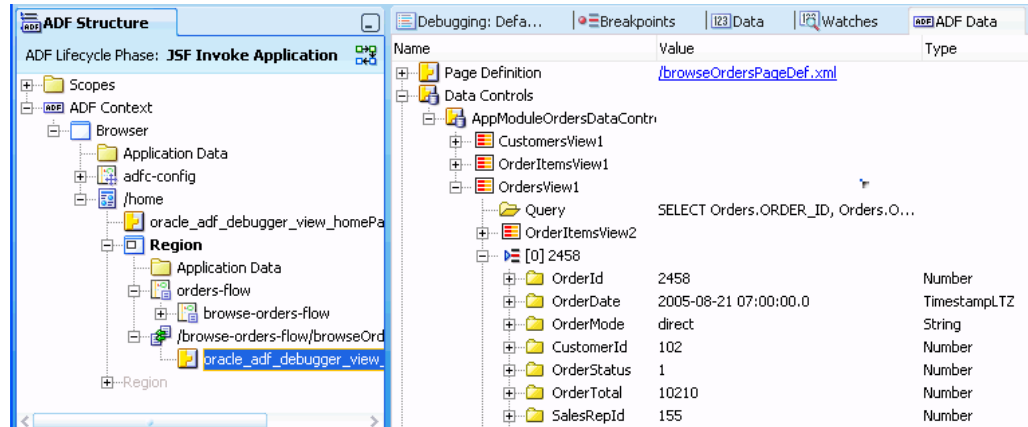 ADF Structure
ADF Lifecycle Phase: JSF Invoke Application
Scopes
ADF ADF Context
Browser
Application Data
adfc-config
/home
oracle_adf_debugger_view_homePa
Region
Application Data
orders-flow
browse-orders-flow
/browse-orders-flow/browseOrd
oracle_adf_debugger_view_
Region
Debugging: Defa... Breakpoints Data Watches ADF ADF Data
Name Value Type
Page Definition /browseOrdersPageDef.xml
Data Controls
AppModuleOrdersDataContr
CustomersView1
OrderItemsView1
OrdersView1
Query SELECT Orders.ORDER_ID, Orders.O...
OrderItemsView2
[0] 2458
OrderId 2458 Number
OrderDate 2005-08-21 07:00:00.0 TimestampLTZ
OrderMode direct String
CustomerId 102 Number
OrderStatus 1 Number
OrderTotal 10210 Number
SalesRepId 155 Number